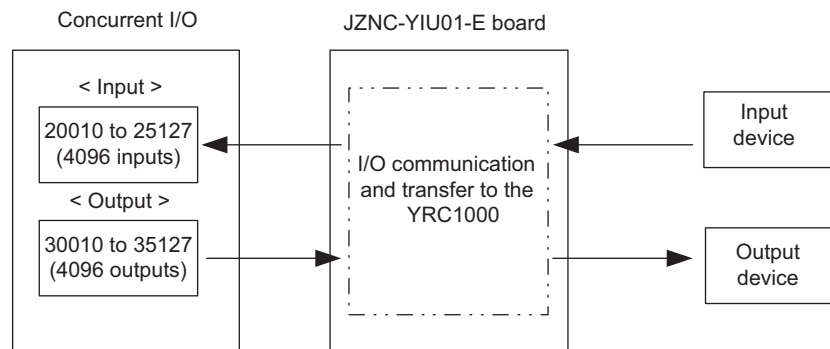 Concurrent I/O
JZNC-YIU01-E board
< Input >
20010 to 25127
(4096 inputs)
< Output >
30010 to 35127
(4096 outputs)
I/O communication
and transfer to the
YRC1000
Input
device
Output
device